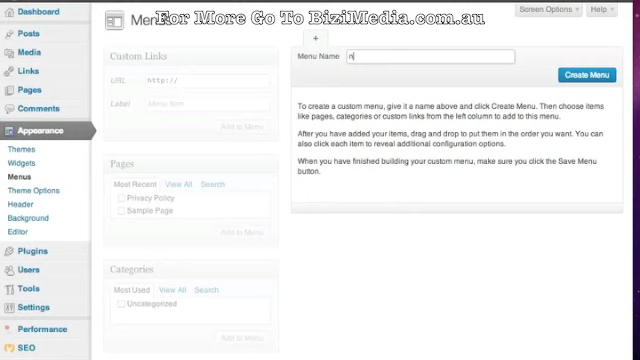 For More Go To BiziMedia.com.au
Screen Options
Help
Dashboard
Posts
Media
Links
Pages
Comments
Appearance
Themes
Widgets
Menus
Theme Options
Header
Background
Editor
Plugins
Users
Tools
Settings
Performance
SEO
Men
Custom Links
URL http://
Label Menu Item
Add to Menu
Pages
Most Recent View All Search
Privacy Policy
Sample Page
Add to Menu
Categories
Most Used View All Search
Uncategorized
Add to Menu
+
Menu Name n
Create Menu
To create a custom menu, give it a name above and click Create Menu. Then choose items
like pages, categories or custom links from the left column to add to this menu.
After you have added your items, drag and drop to put them in the order you want. You can
also click each item to reveal additional configuration options.
When you have finished building your custom menu, make sure you click the Save Menu
button.